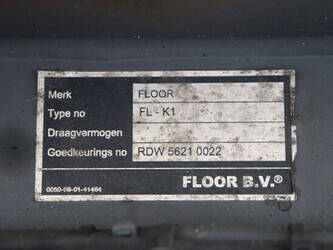 Merk FLOOR
Type no FL - K1
Draagvermogen
Goedkeurings no RDW 5621 0022
0050-08-01-41464 FLOOR B.V.®